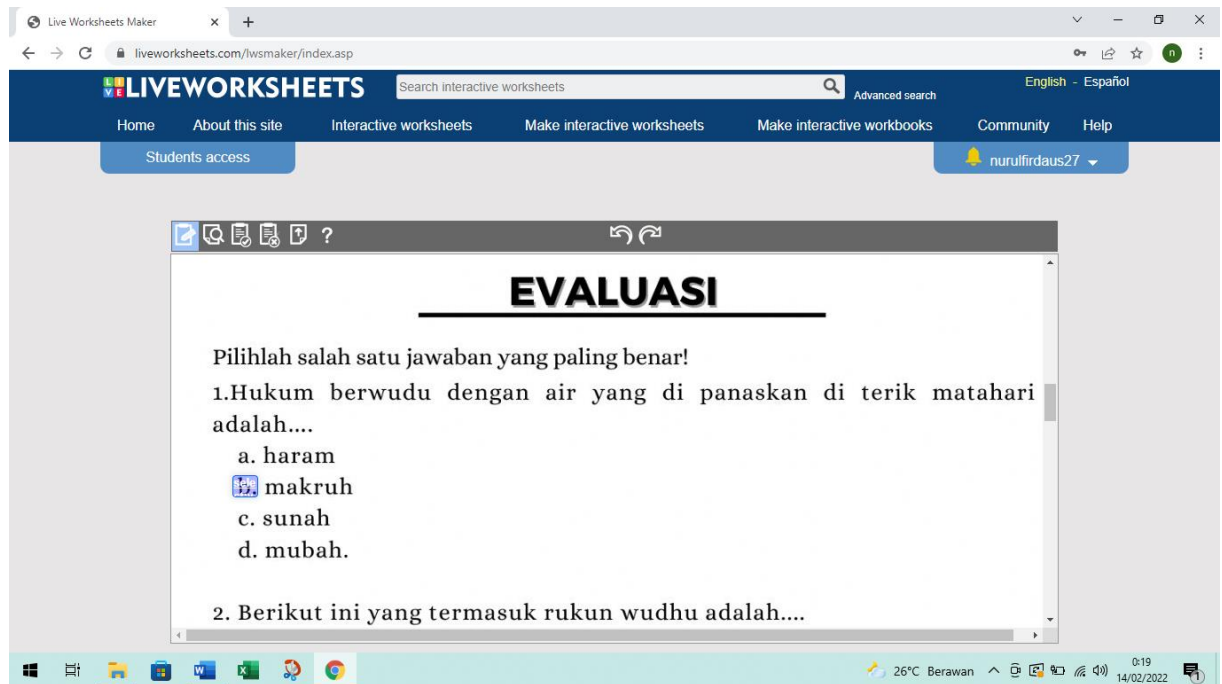 Live Worksheets Maker
liveworksheets.com/lwsmaker/index.asp
n
LIVEWORKSHEETS
Search interactive worksheets
Advanced search
English - Español
Home About this site Interactive worksheets Make interactive worksheets Make interactive workbooks Community Help
Students access
nurulfirdaus27
?
EVALUASI
Pilihlah salah satu jawaban yang paling benar!
1.Hukum berwudu dengan air yang di panaskan di terik matahari
adalah....
a. haram
b. makruh
c. sunah
d. mubah.
2. Berikut ini yang termasuk rukun wudhu adalah....
26°C Berawan
0:19
14/02/2022